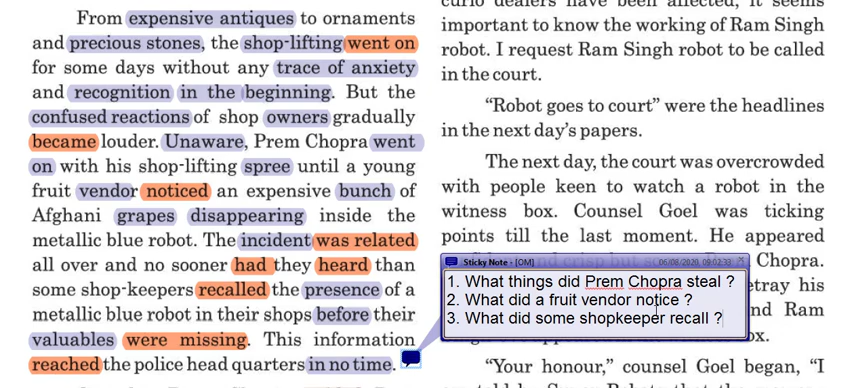 From expensive antiques to ornaments
and precious stones, the shop-lifting went on
for some days without any trace of anxiety
and recognition in the beginning. But the
confused reactions of shop owners gradually
became louder. Unaware, Prem Chopra went
on with his shop-lifting spree until a young
fruit vendor noticed an expensive bunch of
Afghani grapes disappearing inside the
metallic blue robot. The incident was related
all over and no sooner had they heard than
some shop-keepers recalled the presence of a
metallic blue robot in their shops before their
valuables were missing. This information
reached the police head quarters in no time.
curio dealers have been affected, it seems
important to know the working of Ram Singh
robot. I request Ram Singh robot to be called
in the court.
“Robot goes to court” were the headlines
in the next day’s papers.
The next day, the court was overcrowded
with people keen to watch a robot in the
witness box. Counsel Goel was ticking
points till the last moment. He appeared
Chopra.
Sticky Note - [OM] 06/08/2020 09:02:33
1. What things did Prem Chopra steal ?
2. What did a fruit vendor notice ?
3. What did some shopkeeper recall ?
his
nd Ram
ox.
“Your honour,” counsel Goel began, “I